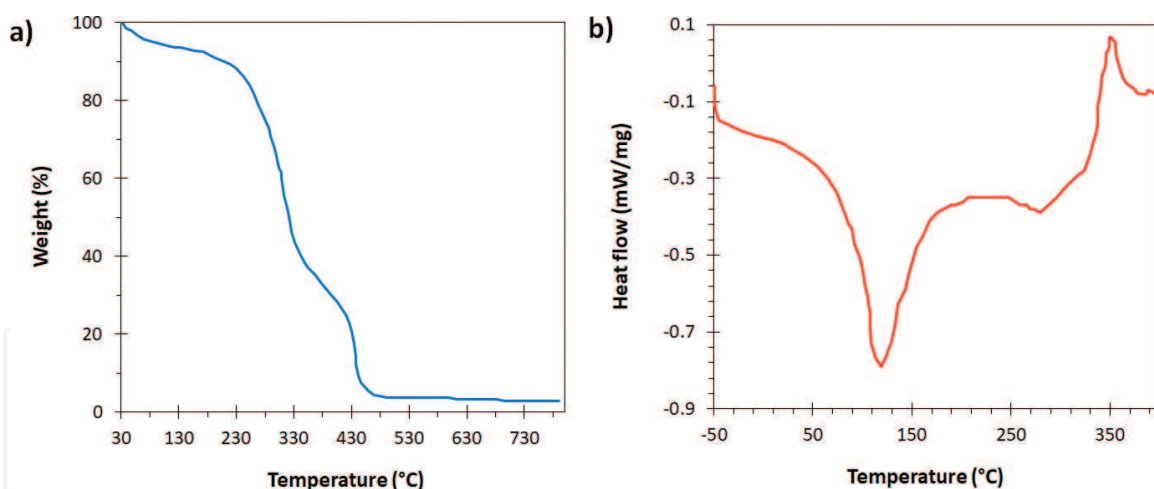 a)
100
80
60
40
20
0
Weight (%)
30 130 230 330 430 530 630 730
Temperature (°C)
b)
0.1
-0.1
-0.3
-0.5
-0.7
-0.9
Heat flow (mW/mg)
-50 50 150 250 350
Temperature (°C)